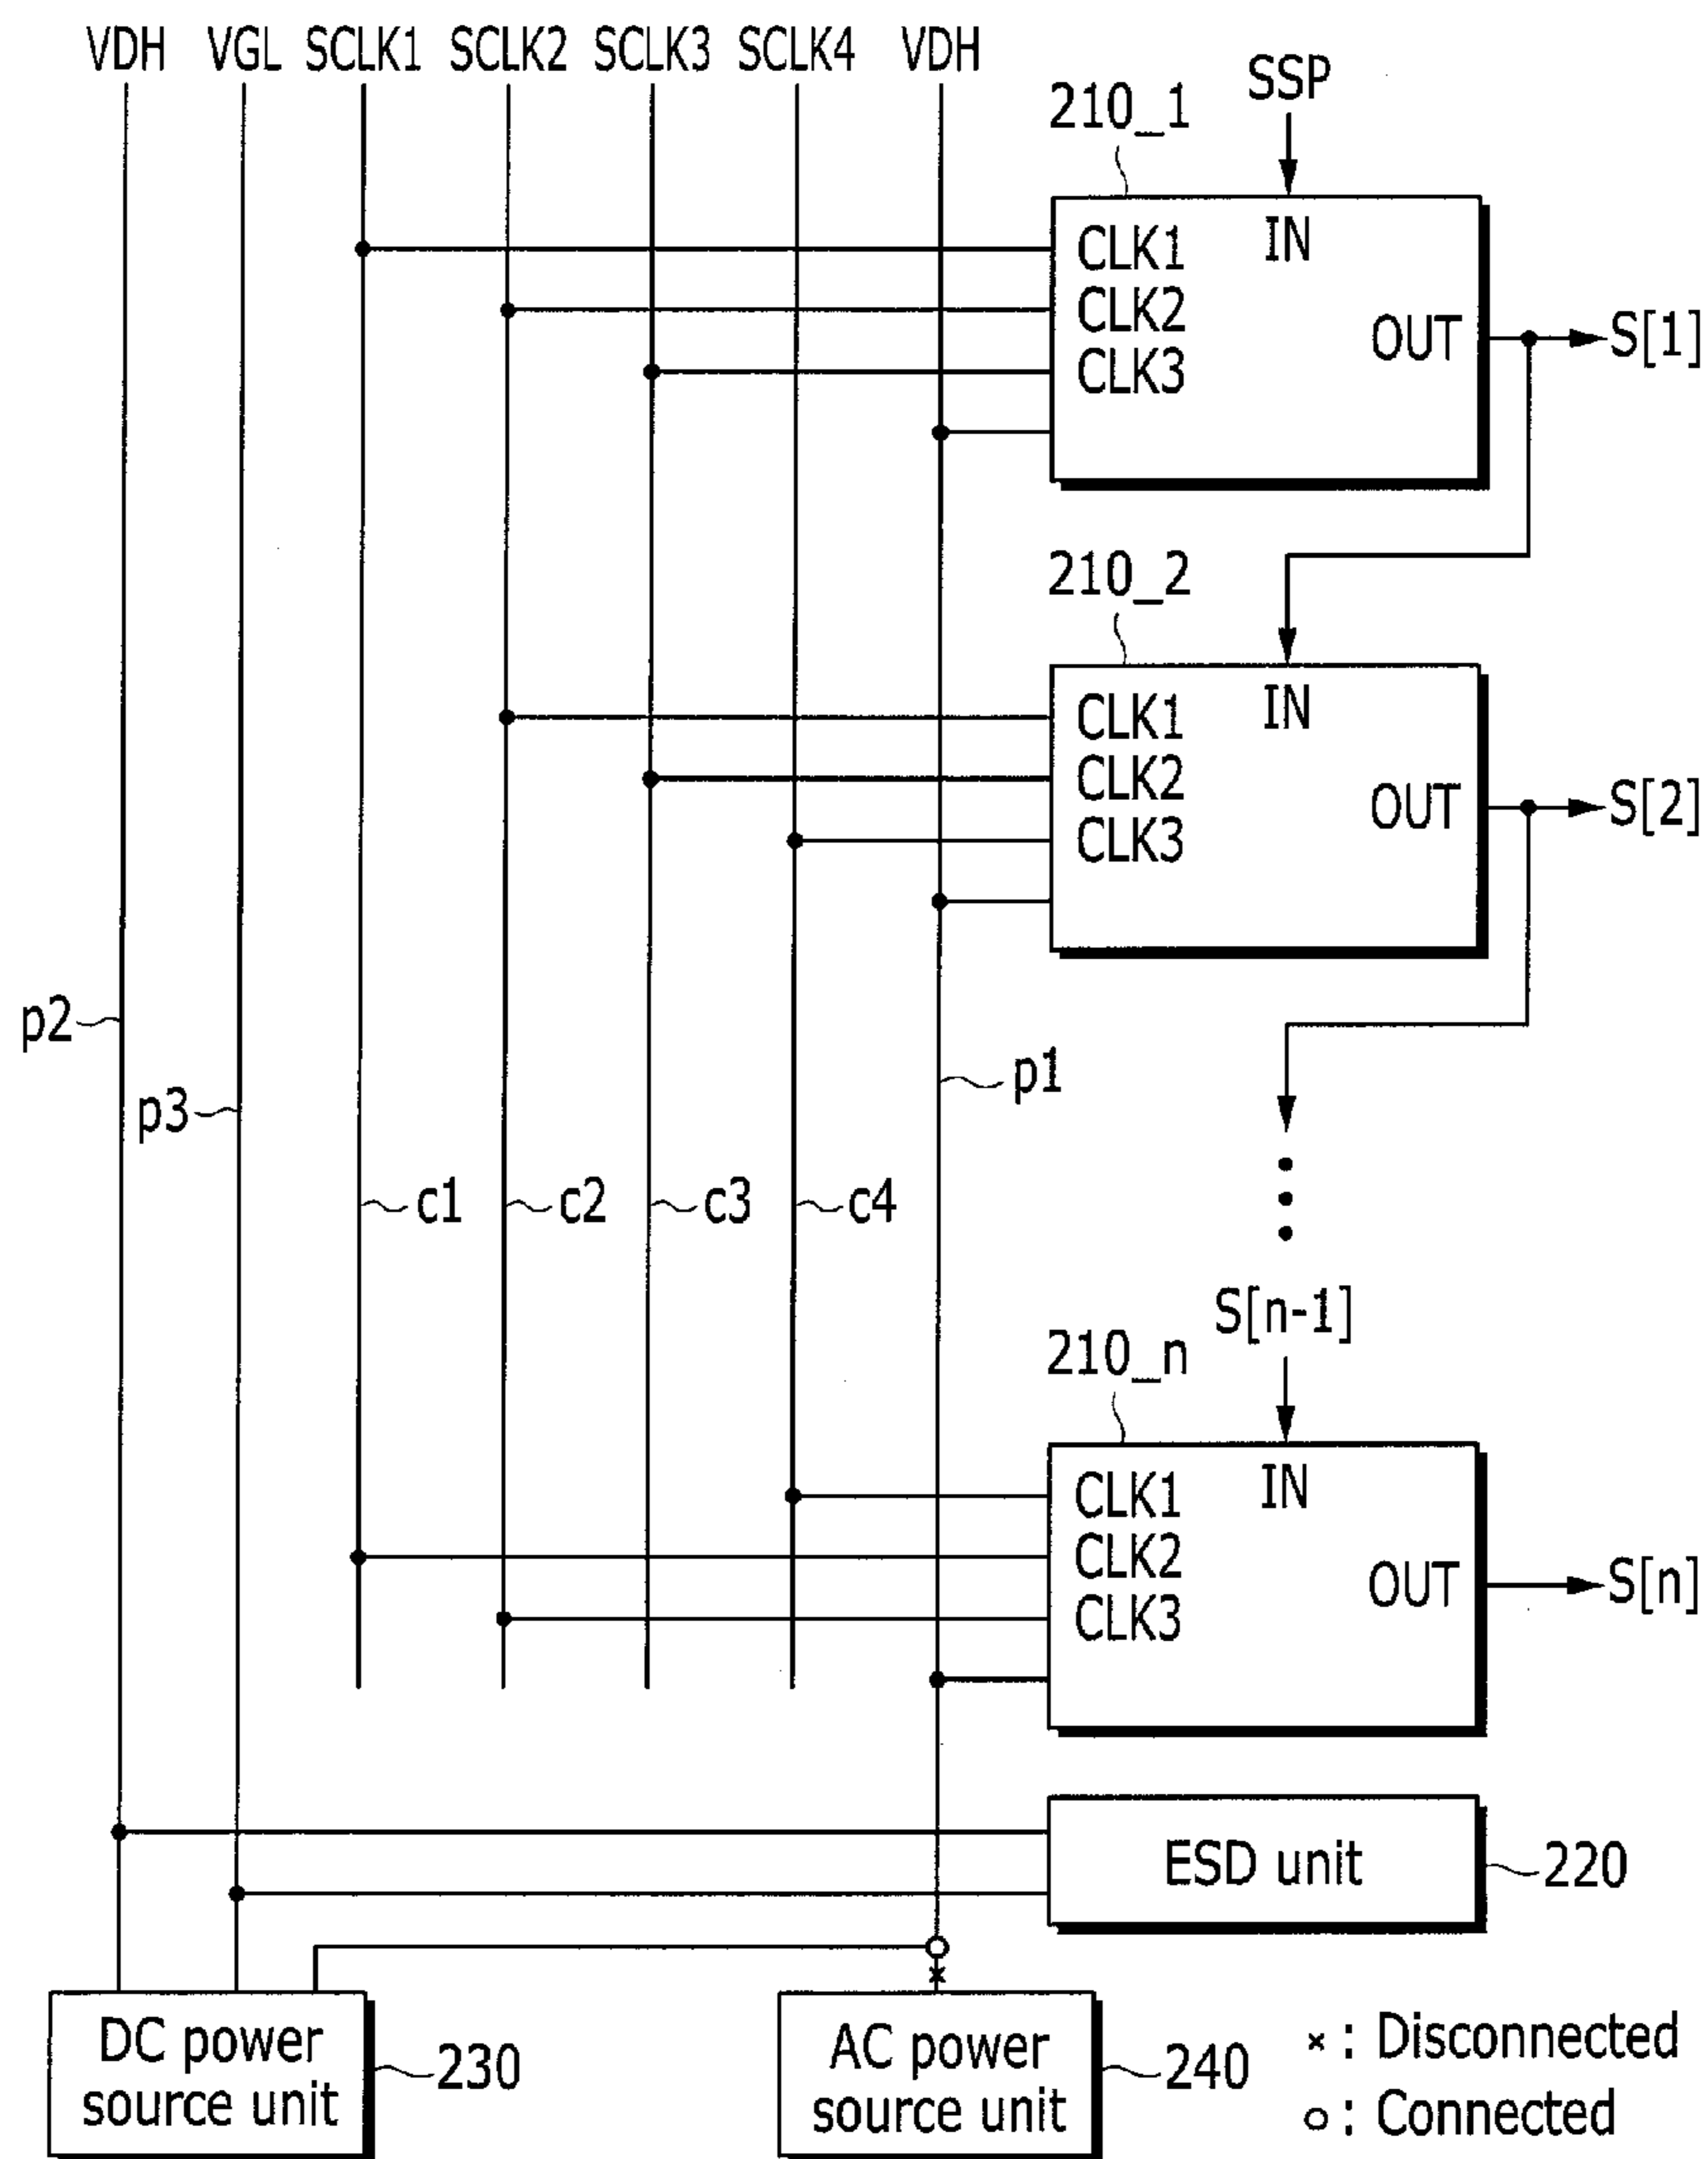 VDH VGL SCLK1 SCLK2 SCLK3 SCLK4 VDH
SSP
210_1
IN
CLK1
CLK2
CLK3
OUT
S[1]
210_2
IN
CLK1
CLK2
CLK3
OUT
S[2]
p2
p1
p3
c1 c2 c3 c4
S[n-1]
210_n
IN
CLK1
CLK2
CLK3
OUT
S[n]
ESD unit
220
DC power
source unit
230
AC power
source unit
240
×: Disconnected
○: Connected